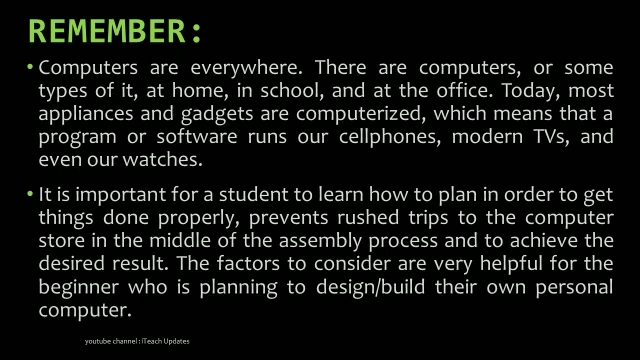 REMEMBER:
• Computers are everywhere. There are computers, or some
types of it, at home, in school, and at the office. Today, most
appliances and gadgets are computerized, which means that a
program or software runs our cellphones, modern TVs, and
even our watches.
• It is important for a student to learn how to plan in order to get
things done properly, prevents rushed trips to the computer
store in the middle of the assembly process and to achieve the
desired result. The factors to consider are very helpful for the
beginner who is planning to design/build their own personal
computer.
youtube channel : iTeach Updates